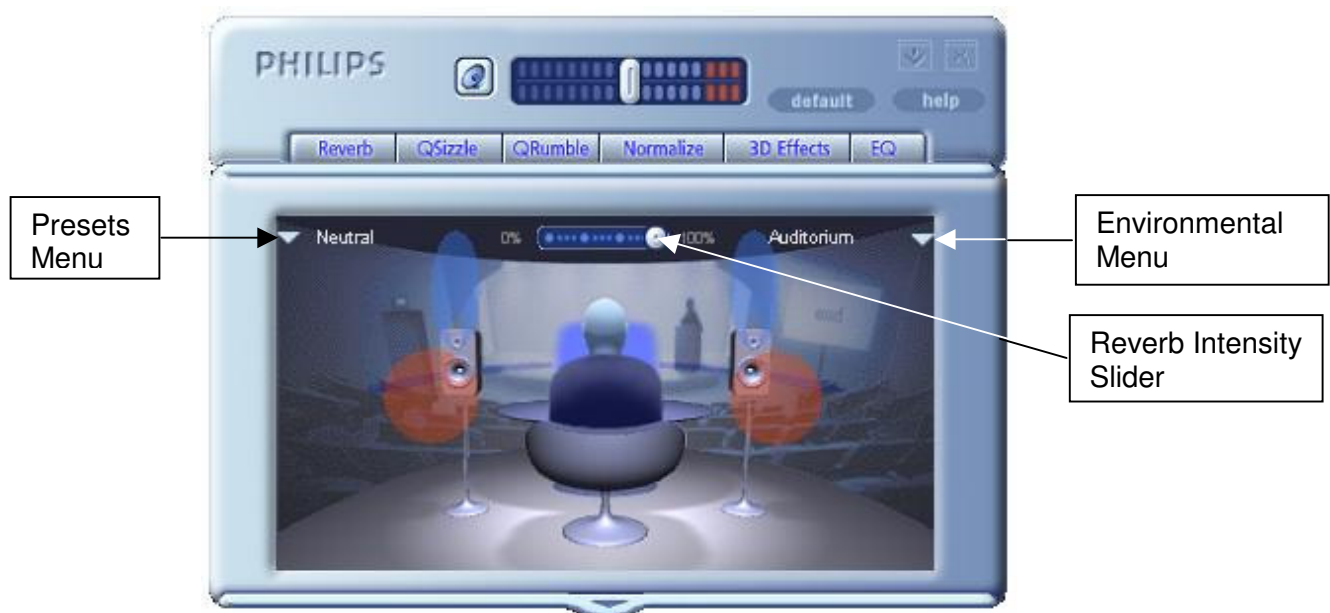 PHILIPS
default
help
Reverb
QSizzle
QRumble
Normalize
3D Effects
EQ
Presets
Menu
Neutral
0%
100%
Auditorium
Environmental
Menu
end
Reverb Intensity
Slider